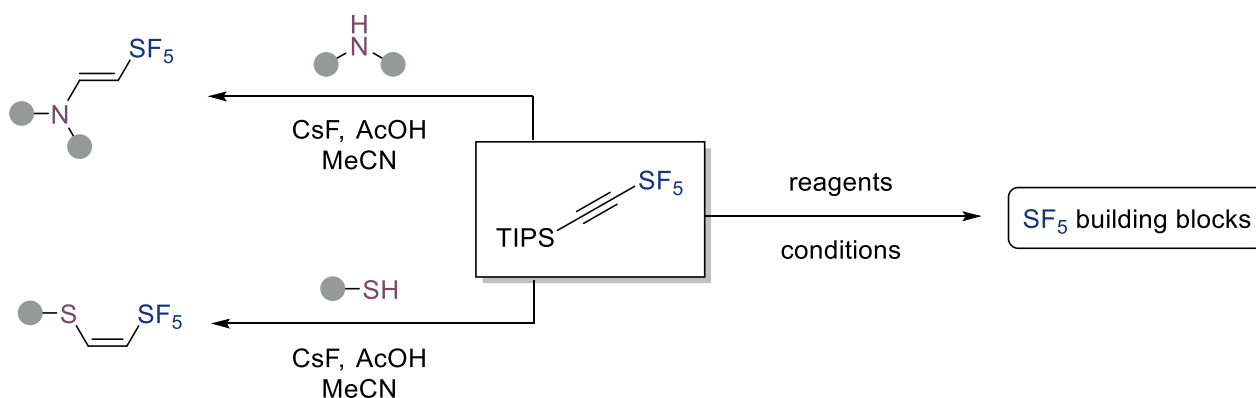 SF5
N
H
N
CsF, AcOH
MeCN
TIPS
SF5
reagents
conditions
SF5 building blocks
S
SF5
SH
CsF, AcOH
MeCN